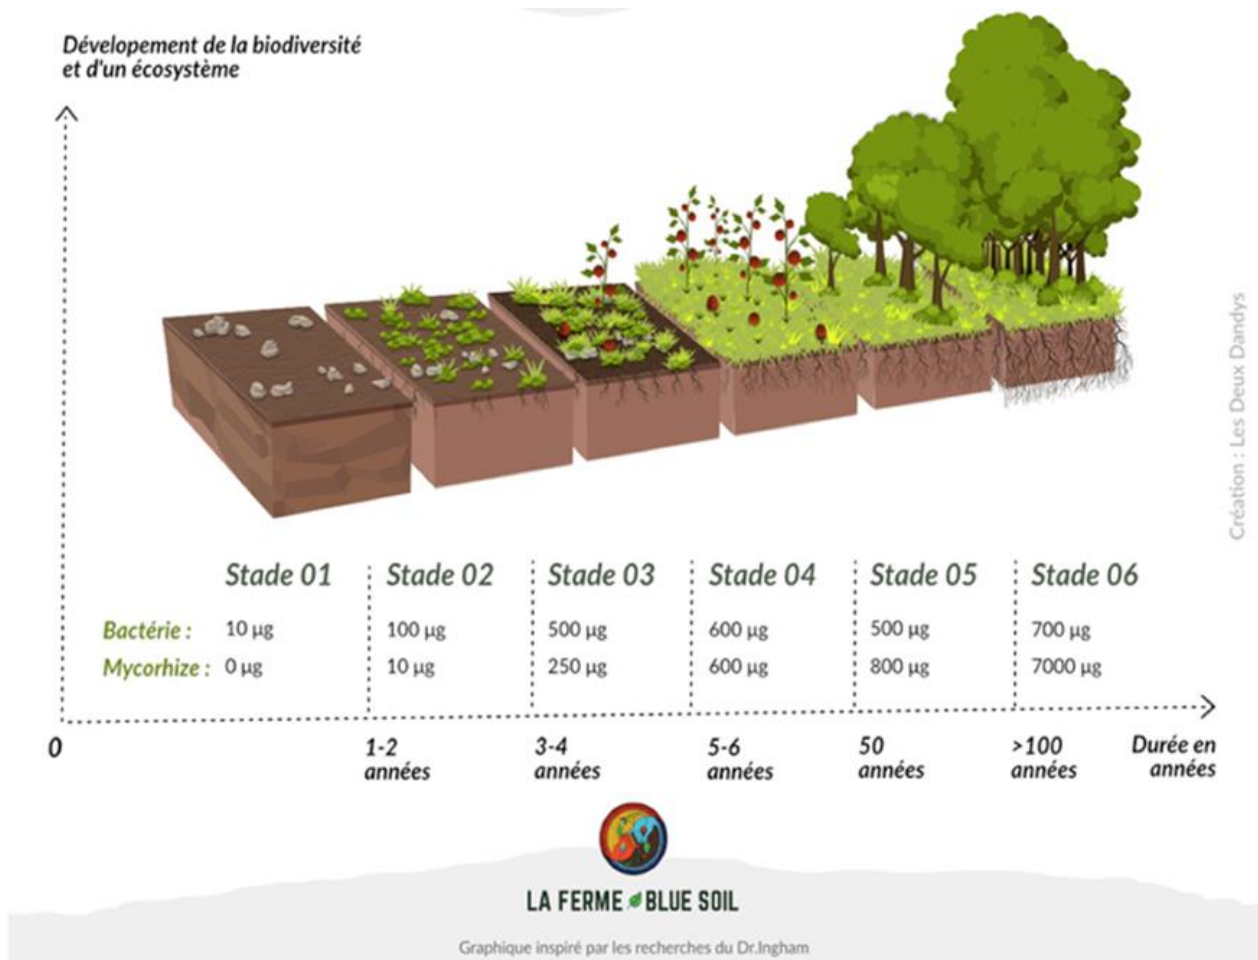 Dévelopement de la biodiversité
et d'un écosystème
Création : Les Deux Dandys
Stade 01 Stade 02 Stade 03 Stade 04 Stade 05 Stade 06
Bactérie : 10 µg 100 µg 500 µg 600 µg 500 µg 700 µg
Mycorhize : 0 µg 10 µg 250 µg 600 µg 800 µg 7000 µg
0 1-2 3-4 5-6 50 >100 Durée en
années années années années années années
LA FERME BLUE SOIL
Graphique inspiré par les recherches du Dr.Ingham